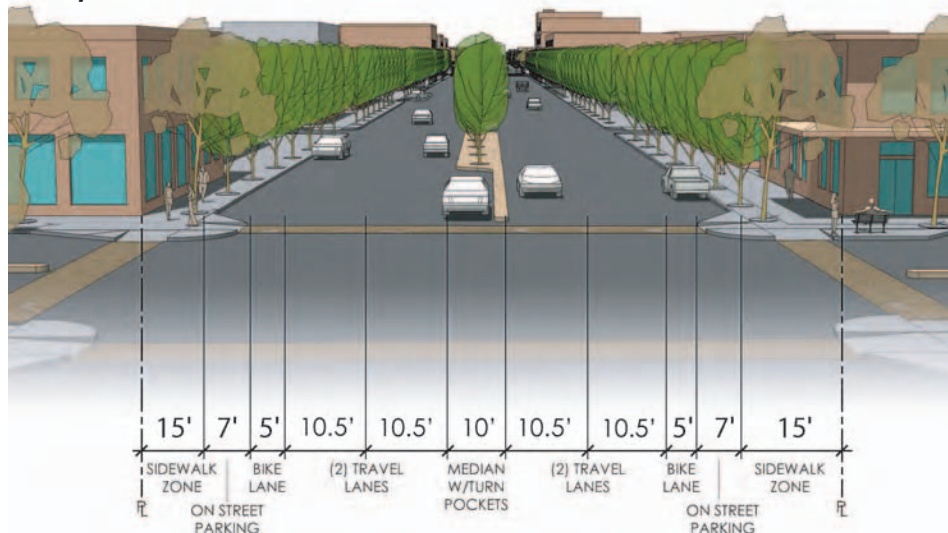 15' 7' 5' 10.5' 10.5' 10' 10.5' 10.5' 5' 7' 15'
SIDEWALK ZONE
ON STREET PARKING
BIKE LANE
(2) TRAVEL LANES
MEDIAN W/TURN POCKETS
(2) TRAVEL LANES
BIKE LANE
ON STREET PARKING
SIDEWALK ZONE
PL
PL